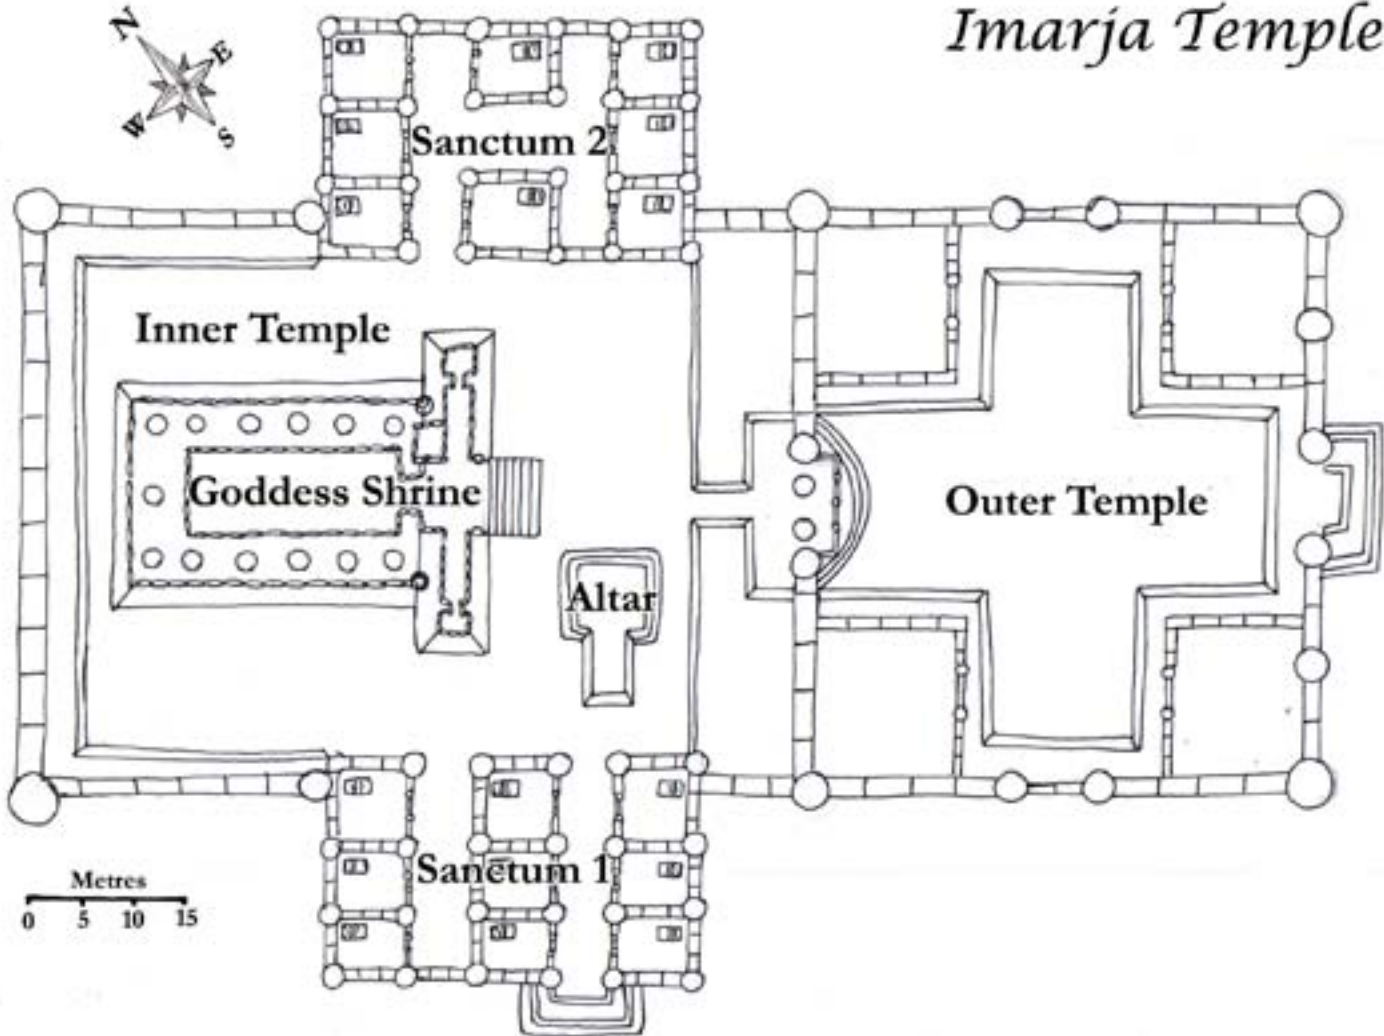 Imarja Temple
N
E
W
S
Sanctum 2
Inner Temple
Goddess Shrine
Outer Temple
Altar
Sanctum 1
Metres
0 5 10 15